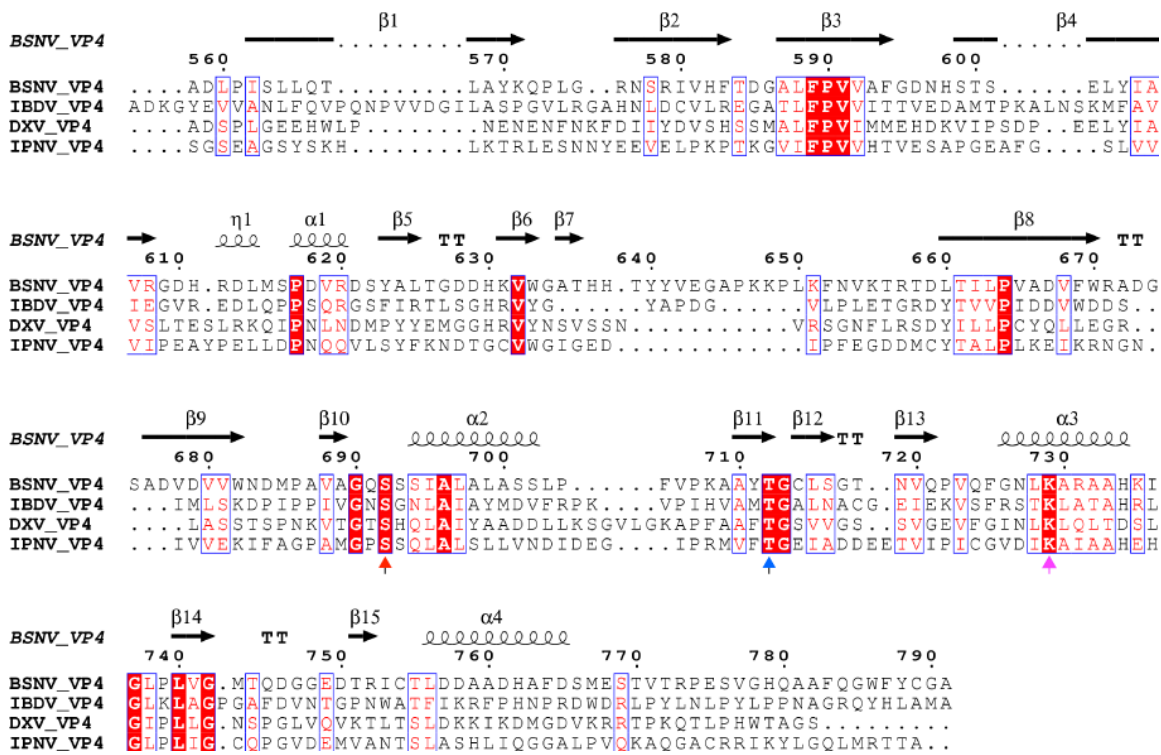 β1 β2 β3 β4
BSNV_VP4
560 570 580 590 600
BSNV_VP4 ....ADLPISLLQT.........LAYKQPLG..RNSRIVHFTDGALFPVVAFGDNHSTS.....ELYIA
IBDV_VP4 ADKGYEVVANLFQVPQNPVVDGILASPGVLRGAHNLDCVLREGATLFPVVITTVEDAMTPKALNSKMFAV
DXV_VP4 ....ADSPLGEEHWLP.......NENENFNKFDIIYDVSHSSMALFPVIMMEHDKVIPSDP..EELYIA
IPNV_VP4 ....SGSEAGSYSKH........LKTRLESNNYEEVELPKPTKGVIFPVVHTVESAPGEAFG....SLVV
η1 α1 β5 TT β6 β7 β8 TT
BSNV_VP4
610 620 630 640 650 660 670
BSNV_VP4 VRGDH.RDLMSPDVRDSYALTGDDHKVWGATHH.TYYVEGAPKKPLKFNVKTRTDLTILPVADVFWRADG
IBDV_VP4 IEGVR.EDLQPPSQRGSFIRTLSGHRVYG.....YAPDG......VLPLETGRDYTVVPIDDVWDDS...
DXV_VP4 VSLTESLRKQIPNLNDMPYYEMGGHRVYNSVSSN..........VRSGNFLRSDYILLPCYQLLEGR...
IPNV_VP4 VIPEAYPELLDPNQQVLSYFKNDTGCVWGIGED............IPFEGDDMCYTALPLKEIKRNGN..
β9 β10 α2 β11 β12 TT β13 α3
BSNV_VP4
680 690 700 710 720 730
BSNV_VP4 SADVDVVWNDMPAVAGQSSSIALALASSLP......FVPKAAYTGCLSGT..NVQPVQFGNLKARAAHKI
IBDV_VP4 ...IMLSKDPIPPIVGNSGNLAIAYMDVFRPK....VPIHVAMTGALNACG.EIEKVSFRSTKLATAHRL
DXV_VP4 ...LASSTSPNKVTGTSHQLAIYAADDLLKSGVLGKAPFAAFTGSVVGS..SVGEVFGINLKLQLTDSL
IPNV_VP4 ...IVVEKIFAGPAMGPSSQLALSLLVNDIDEG....IPRMVFTGEIADDEETVIPICGVDIKAIAAHEH
β14 TT β15 α4
BSNV_VP4
740 750 760 770 780 790
BSNV_VP4 GLPLVG.MTQDGGEDTRICTLDDAADHAFDSMESTVTRPESVGHQAAFQGWFYCGA
IBDV_VP4 GLKLAGPGAFDVNTGPNWATFIKRFPHNPRDWDRLPYLNLPYLPPNAGRQYHLAMA
DXV_VP4 GIPLLG.NSPGLVQVKTLTSLDKKIKDMGDVKRRTPKQTLPHWTAGS.........
IPNV_VP4 GLPLIG.CQPGVDEMVANTSLASHLIQGGALPVQKAQGACRRIKYLGQLMRTTA..